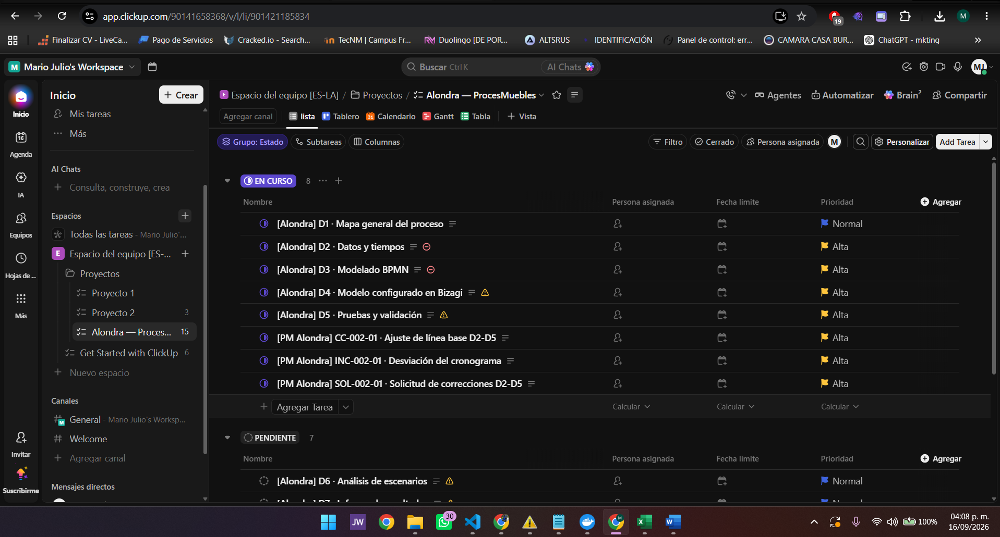 app.clickup.com/90141658368/v/l/li/901421185834
19
M
Finalizar CV - LiveCa...
Pago de Servicios
Cracked.io - Search...
TecNM | Campus Fr...
Duolingo [DE POR...
ALTSRUS
IDENTIFICACIÓN
Panel de control: err...
CAMARA CASA BUR...
ChatGPT - mkting
M Mario Julio's Workspace
Buscar Ctrl K
AI Chats
MJ
Inicio
Agenda
IA
Equipos
Hojas de ...
Más
Invitar
Suscribirme
Inicio
+ Crear
Mis tareas
Más
AI Chats
Consulta, construye, crea
Espacios
Todas las tareas - Mario Julio'...
E Espacio del equipo [ES-...
Proyectos
Proyecto 1
Proyecto 2 3
Alondra — Proces... 15
Get Started with ClickUp 6
Nuevo espacio
Canales
General - Mario Julio's Worksp...
Welcome
Agregar canal
Mensajes directos
E Espacio del equipo [ES-LA] / Proyectos / Alondra — ProcesMuebles
Agentes
Automatizar
Brain²
Compartir
Agregar canal
lista
Tablero
Calendario
Gantt
Tabla
+ Vista
Grupo: Estado
Subtareas
Columnas
Filtro
Cerrado
Persona asignada
M
Personalizar
Add Tarea
EN CURSO 8
Nombre Persona asignada Fecha límite Prioridad Agregar
[Alondra] D1 · Mapa general del proceso Normal
[Alondra] D2 · Datos y tiempos Alta
[Alondra] D3 · Modelado BPMN Alta
[Alondra] D4 · Modelo configurado en Bizagi Alta
[Alondra] D5 · Pruebas y validación Alta
[PM Alondra] CC-002-01 · Ajuste de línea base D2-D5 Alta
[PM Alondra] INC-002-01 · Desviación del cronograma Alta
[PM Alondra] SOL-002-01 · Solicitud de correcciones D2-D5 Alta
Agregar Tarea Calcular Calcular Calcular
PENDIENTE 7
Nombre Persona asignada Fecha límite Prioridad Agregar
[Alondra] D6 · Análisis de escenarios Normal
JW
30
100%
04:08 p. m.
16/09/2026